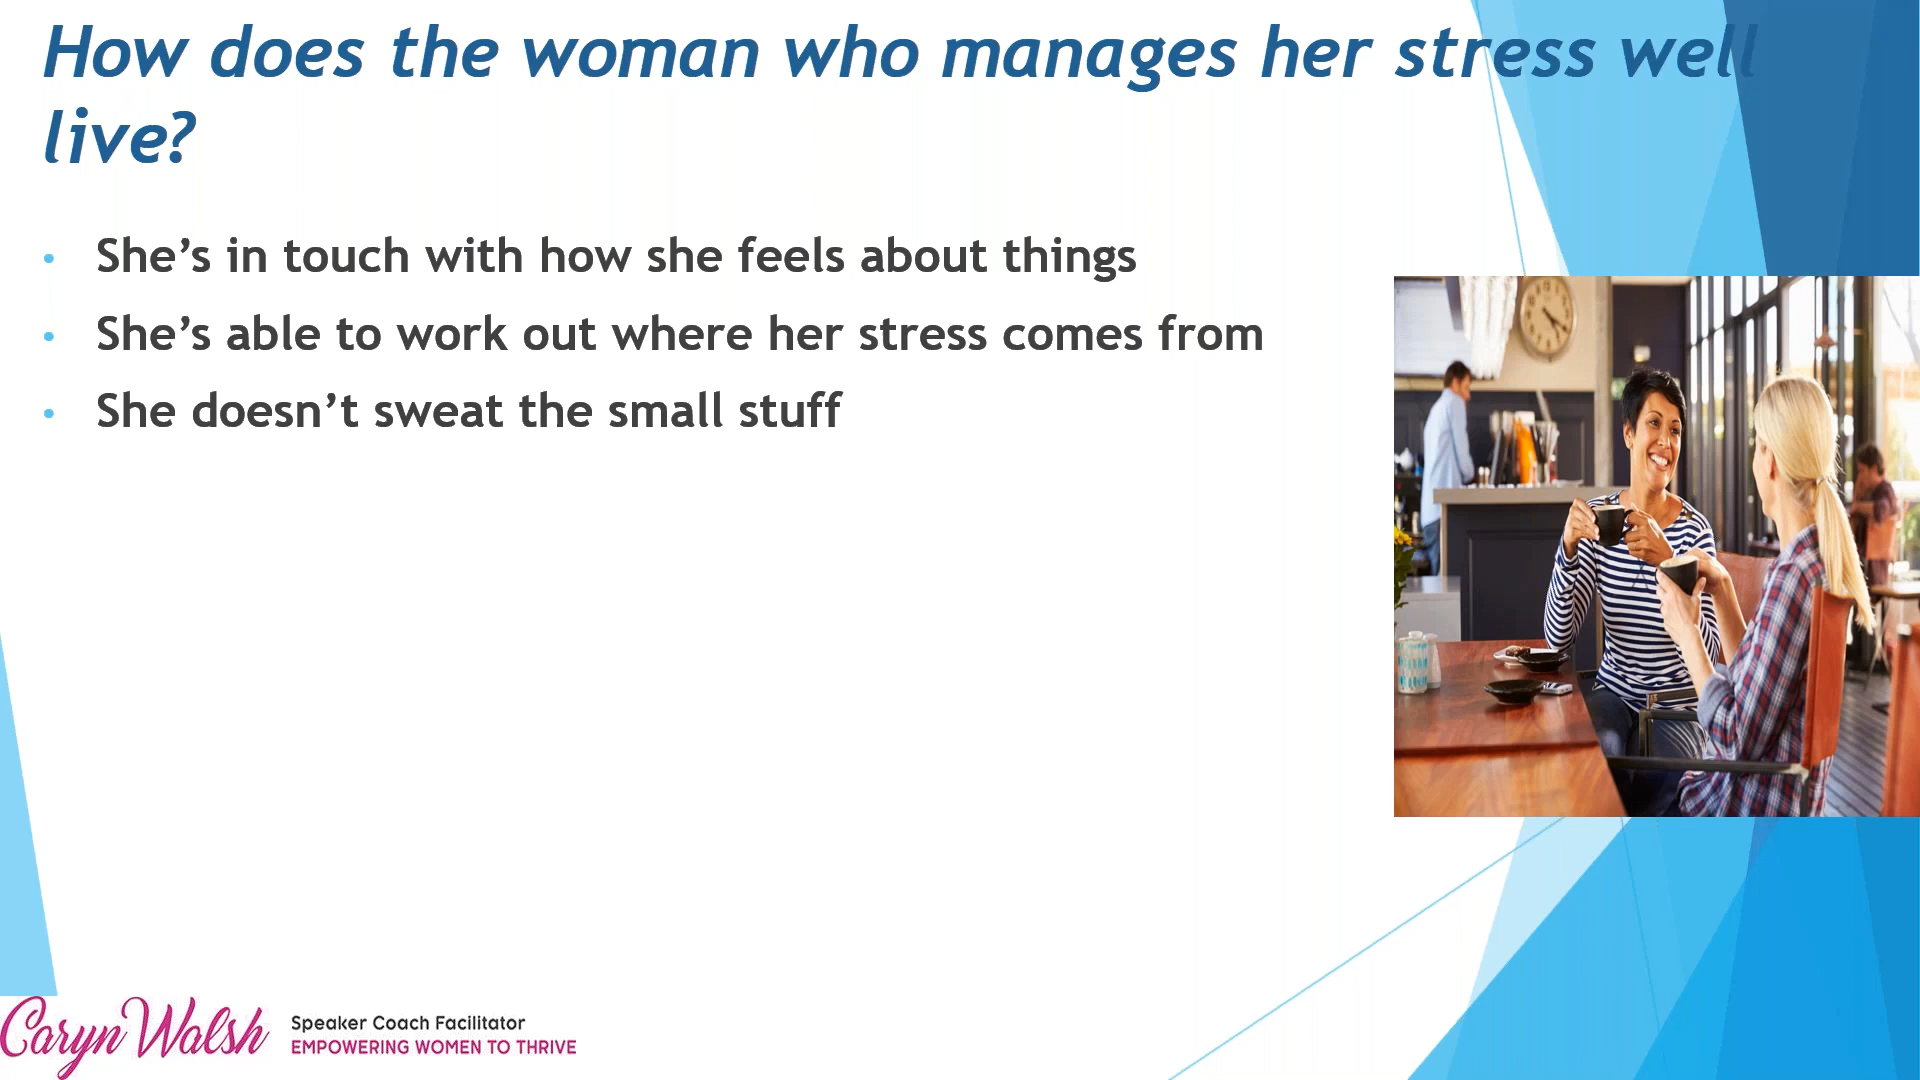 How does the woman who manages her stress well
live?
• She’s in touch with how she feels about things
• She’s able to work out where her stress comes from
• She doesn’t sweat the small stuff
Caryn Walsh
Speaker Coach Facilitator
EMPOWERING WOMEN TO THRIVE